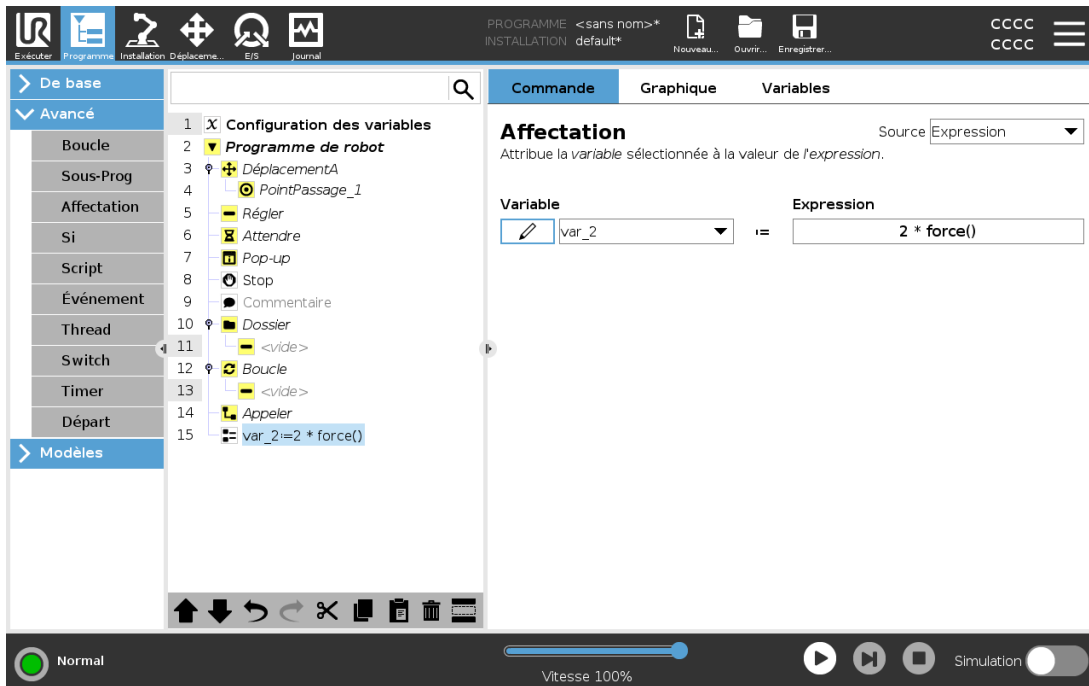 PROGRAMME <sans nom>*
INSTALLATION default*
Exécuter
Programme
Installation
Déplaceme...
E/S
Journal
Nouveau...
Ouvrir...
Enregistrer...
CCCC
CCCC
De base
Avancé
Boucle
Sous-Prog
Affectation
Si
Script
Événement
Thread
Switch
Timer
Départ
Modèles
1 X Configuration des variables
2 Programme de robot
3 DéplacementA
4 PointPassage_1
5 Régler
6 Attendre
7 Pop-up
8 Stop
9 Commentaire
10 Dossier
11 <vide>
12 Boucle
13 <vide>
14 Appeler
15 var_2:=2 * force()
Commande Graphique Variables
Affectation
Source Expression
Attribue la variable sélectionnée à la valeur de l'expression.
Variable Expression
var_2 := 2 * force()
Normal
Vitesse 100%
Simulation